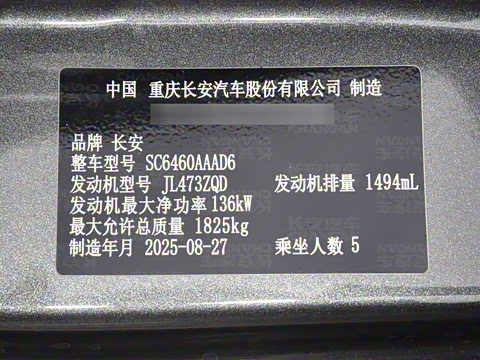 中国 重庆长安汽车股份有限公司 制造
品牌 长安
整车型号 SC6460AAAD6
发动机型号 JL473ZQD 发动机排量 1494mL
发动机最大净功率 136kW
最大允许总质量 1825kg
制造年月 2025-08-27 乘坐人数 5